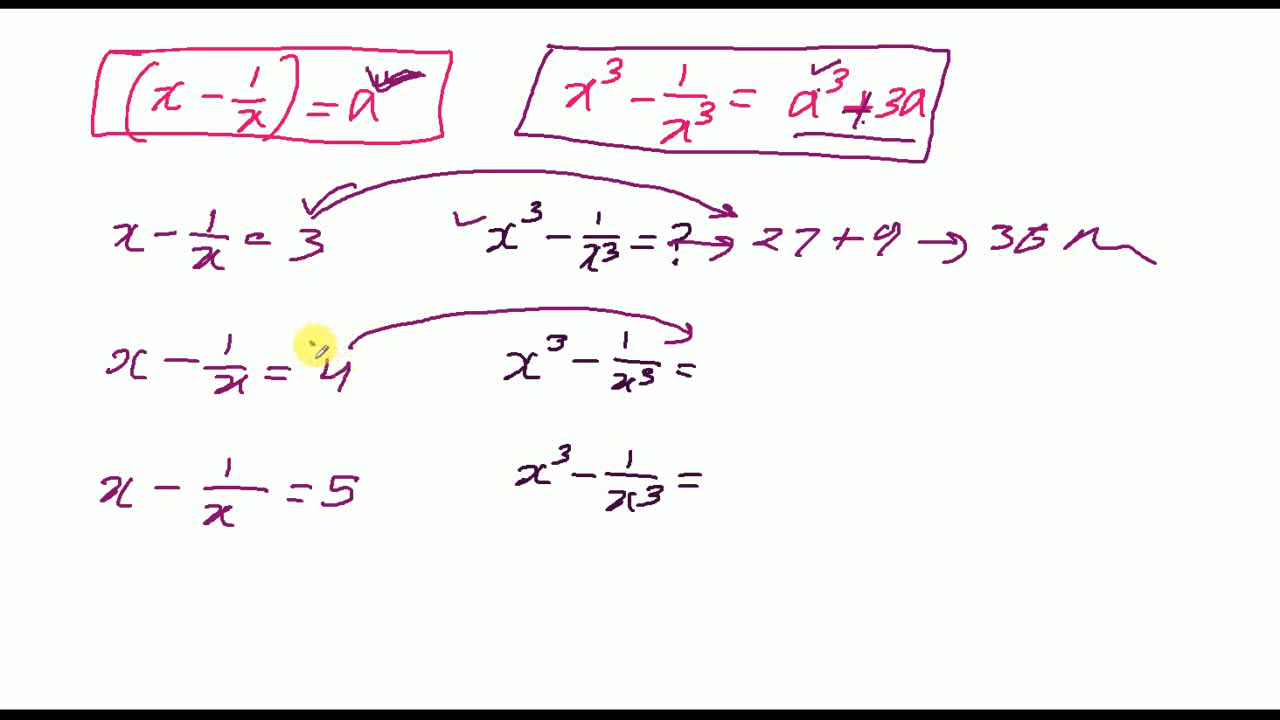 (x - 1/x) = a    x³ - 1/x³ = a³ + 3a
x - 1/x = 3    x³ - 1/x³ = ? → 27 + 9 → 36
x - 1/x = 4    x³ - 1/x³ =
x - 1/x = 5    x³ - 1/x³ =